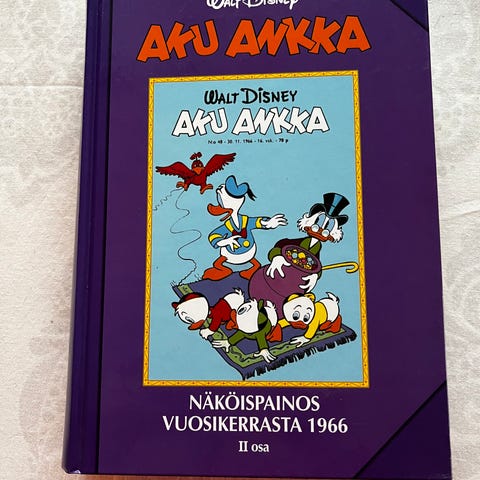 WALT DISNEY
AKU ANKKA
WALT DISNEY
AKU ANKKA
N:o 48 - 30. 11. 1966 - 16. vsk. - 78 p
NÄKÖISPAINOS
VUOSIKERRASTA 1966
II osa